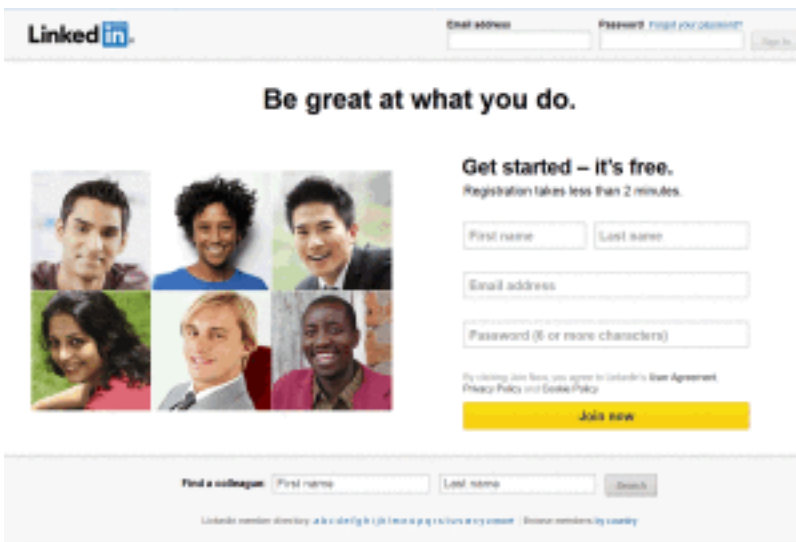 Linked in.
Email address
Password Forgot your password?
Sign In
Be great at what you do.
Get started – it's free.
Registration takes less than 2 minutes.
First name Last name
Email address
Password (6 or more characters)
By clicking Join Now, you agree to LinkedIn's User Agreement,
Privacy Policy and Cookie Policy
Join now
Find a colleague: First name Last name Search
LinkedIn member directory: a b c d e f g h i j k l m n o p q r s t u v w x y z more | Browse members by country